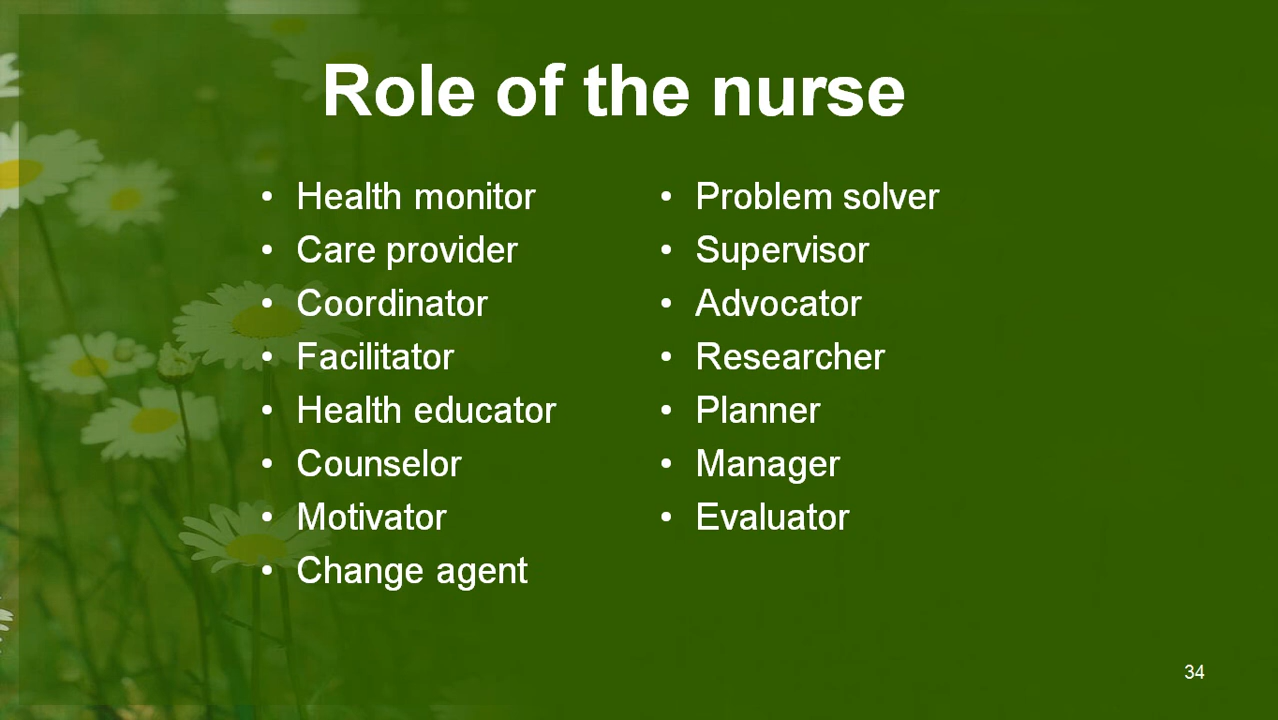 Role of the nurse
• Health monitor
• Care provider
• Coordinator
• Facilitator
• Health educator
• Counselor
• Motivator
• Change agent
• Problem solver
• Supervisor
• Advocator
• Researcher
• Planner
• Manager
• Evaluator
34